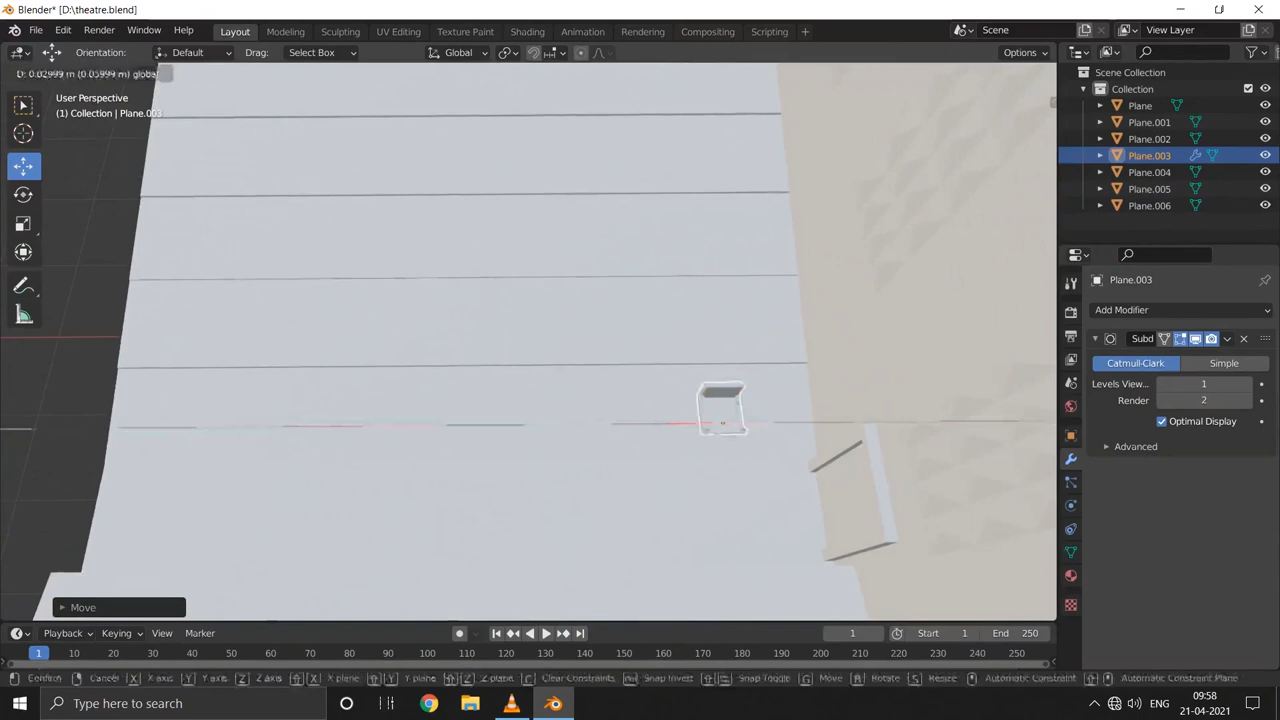 Blender* [D:\theatre.blend]
File Edit Render Window Help Layout Modeling Sculpting UV Editing Texture Paint Shading Animation Rendering Compositing Scripting + Scene View Layer
Orientation: Default Drag: Select Box Global Options
D: 0.02999 m (0.05999 m) global
User Perspective
(1) Collection | Plane.003
Scene Collection
Collection
Plane
Plane.001
Plane.002
Plane.003
Plane.004
Plane.005
Plane.006
Plane.003
Add Modifier
Subd
Catmull-Clark Simple
Levels View... 1
Render 2
Optimal Display
Advanced
Move
Playback Keying View Marker 1 Start 1 End 250
1 10 20 30 40 50 60 70 80 90 100 110 120 130 140 150 160 170 180 190 200 210 220 230 240 250
Confirm Cancel X axis Y axis Z axis X plane Y plane Z plane Clear Constraints Snap Invert Snap Toggle Move Rotate Resize Automatic Constraint Automatic Constraint Plane
Type here to search ENG 09:58
21-04-2021